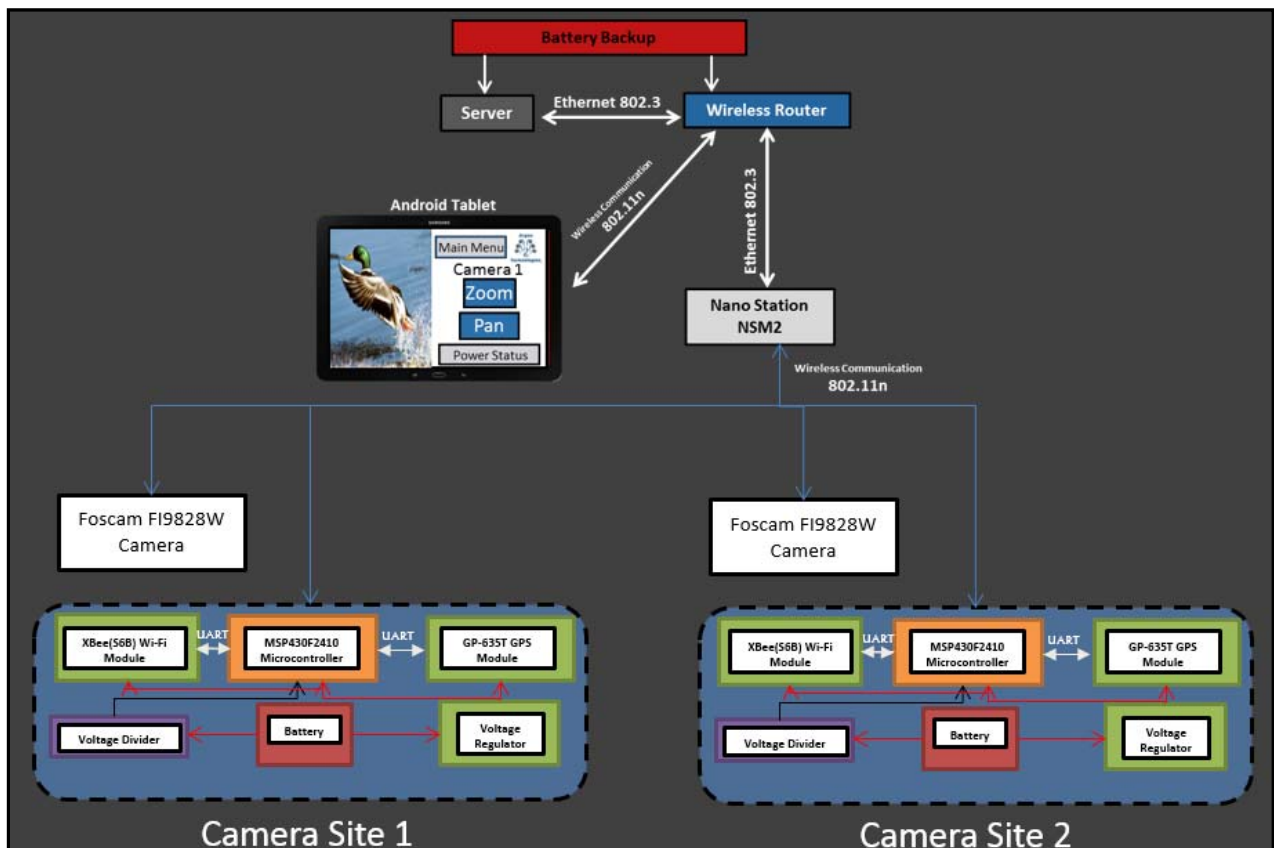 Battery Backup
Server
Ethernet 802.3
Wireless Router
Wireless Communication
802.11n
Ethernet 802.3
Android Tablet
SAMSUNG
Main Menu
Technologies
Camera 1
Zoom
Pan
Power Status
Nano Station
NSM2
Wireless Communication
802.11n
Foscam FI9828W
Camera
Foscam FI9828W
Camera
XBee(S6B) Wi-Fi
Module
UART
MSP430F2410
Microcontroller
UART
GP-635T GPS
Module
Voltage Divider
Battery
Voltage
Regulator
Camera Site 1
XBee(S6B) Wi-Fi
Module
UART
MSP430F2410
Microcontroller
UART
GP-635T GPS
Module
Voltage Divider
Battery
Voltage
Regulator
Camera Site 2